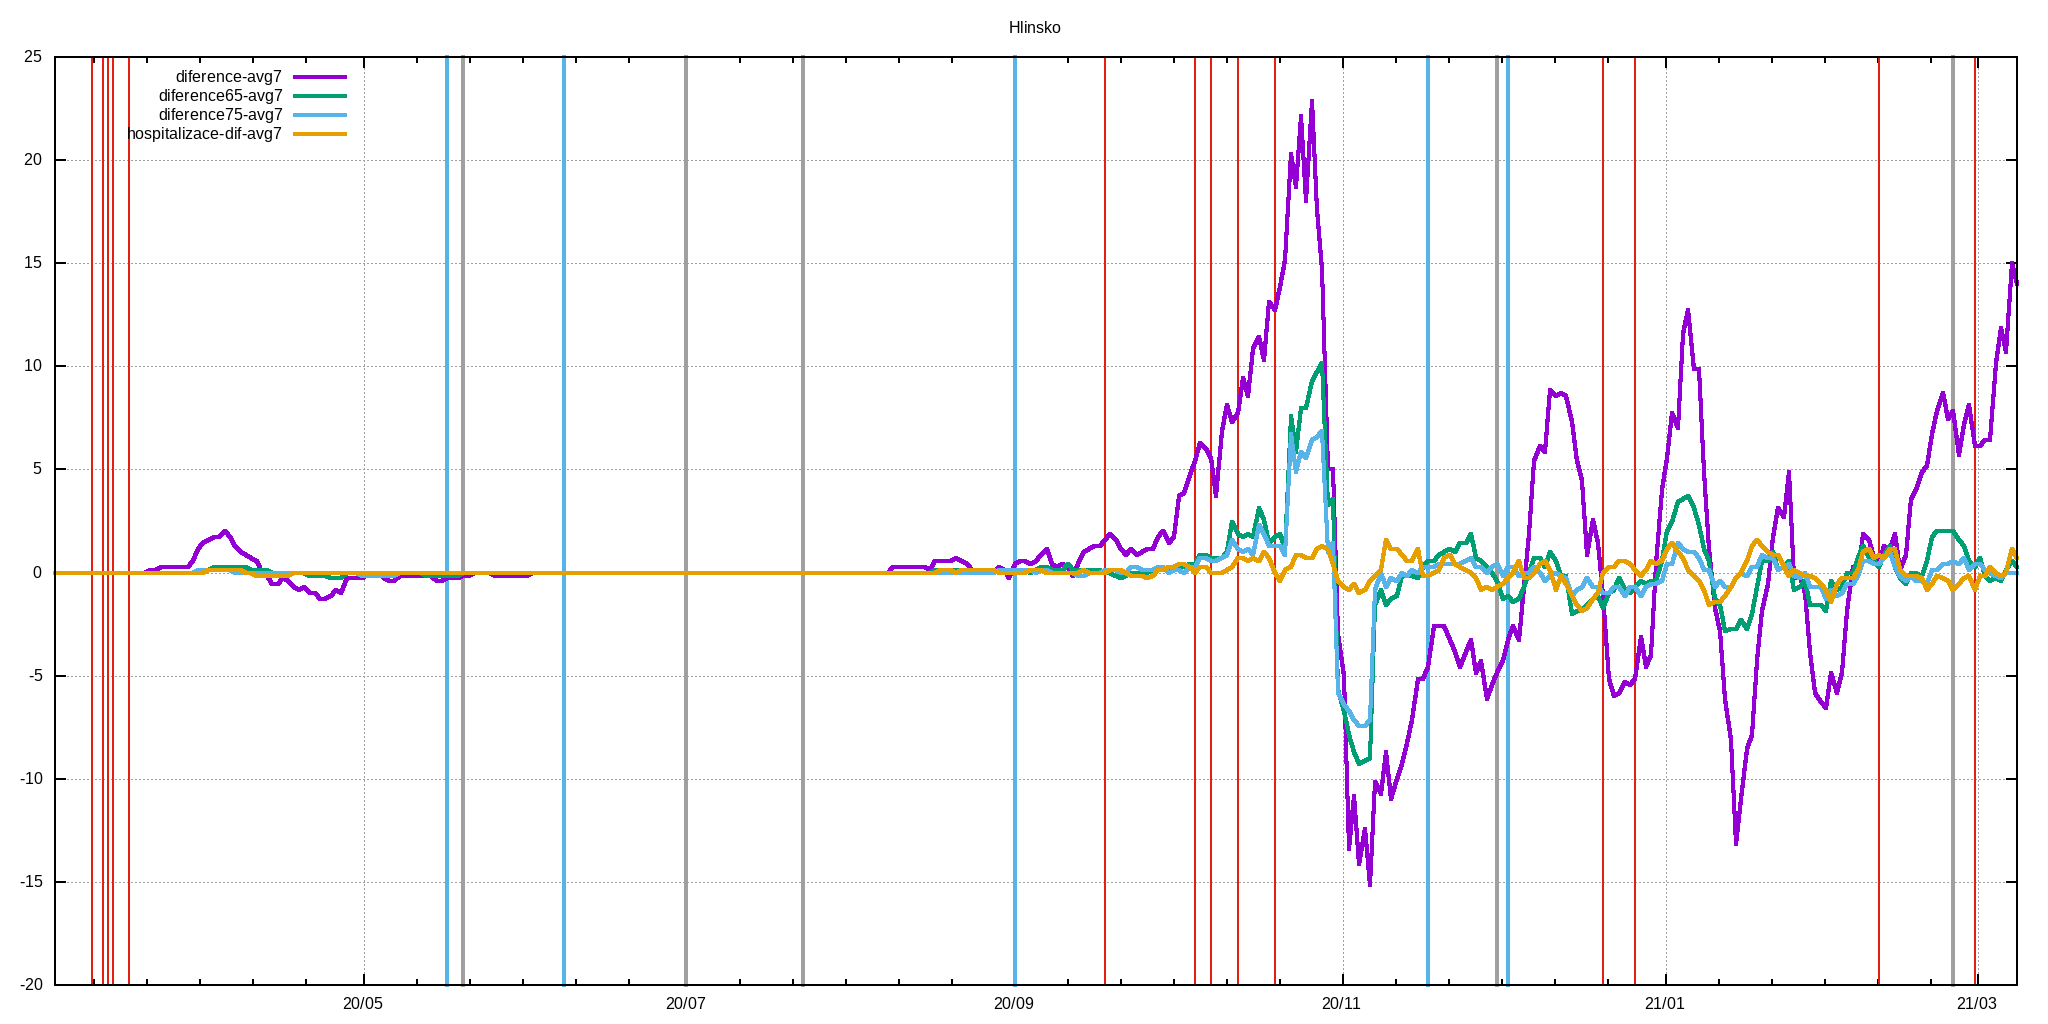 Hlinsko
diference-avg7
diference65-avg7
diference75-avg7
hospitalizace-dif-avg7
25
20
15
10
5
0
-5
-10
-15
-20
20/05 20/07 20/09 20/11 21/01 21/03